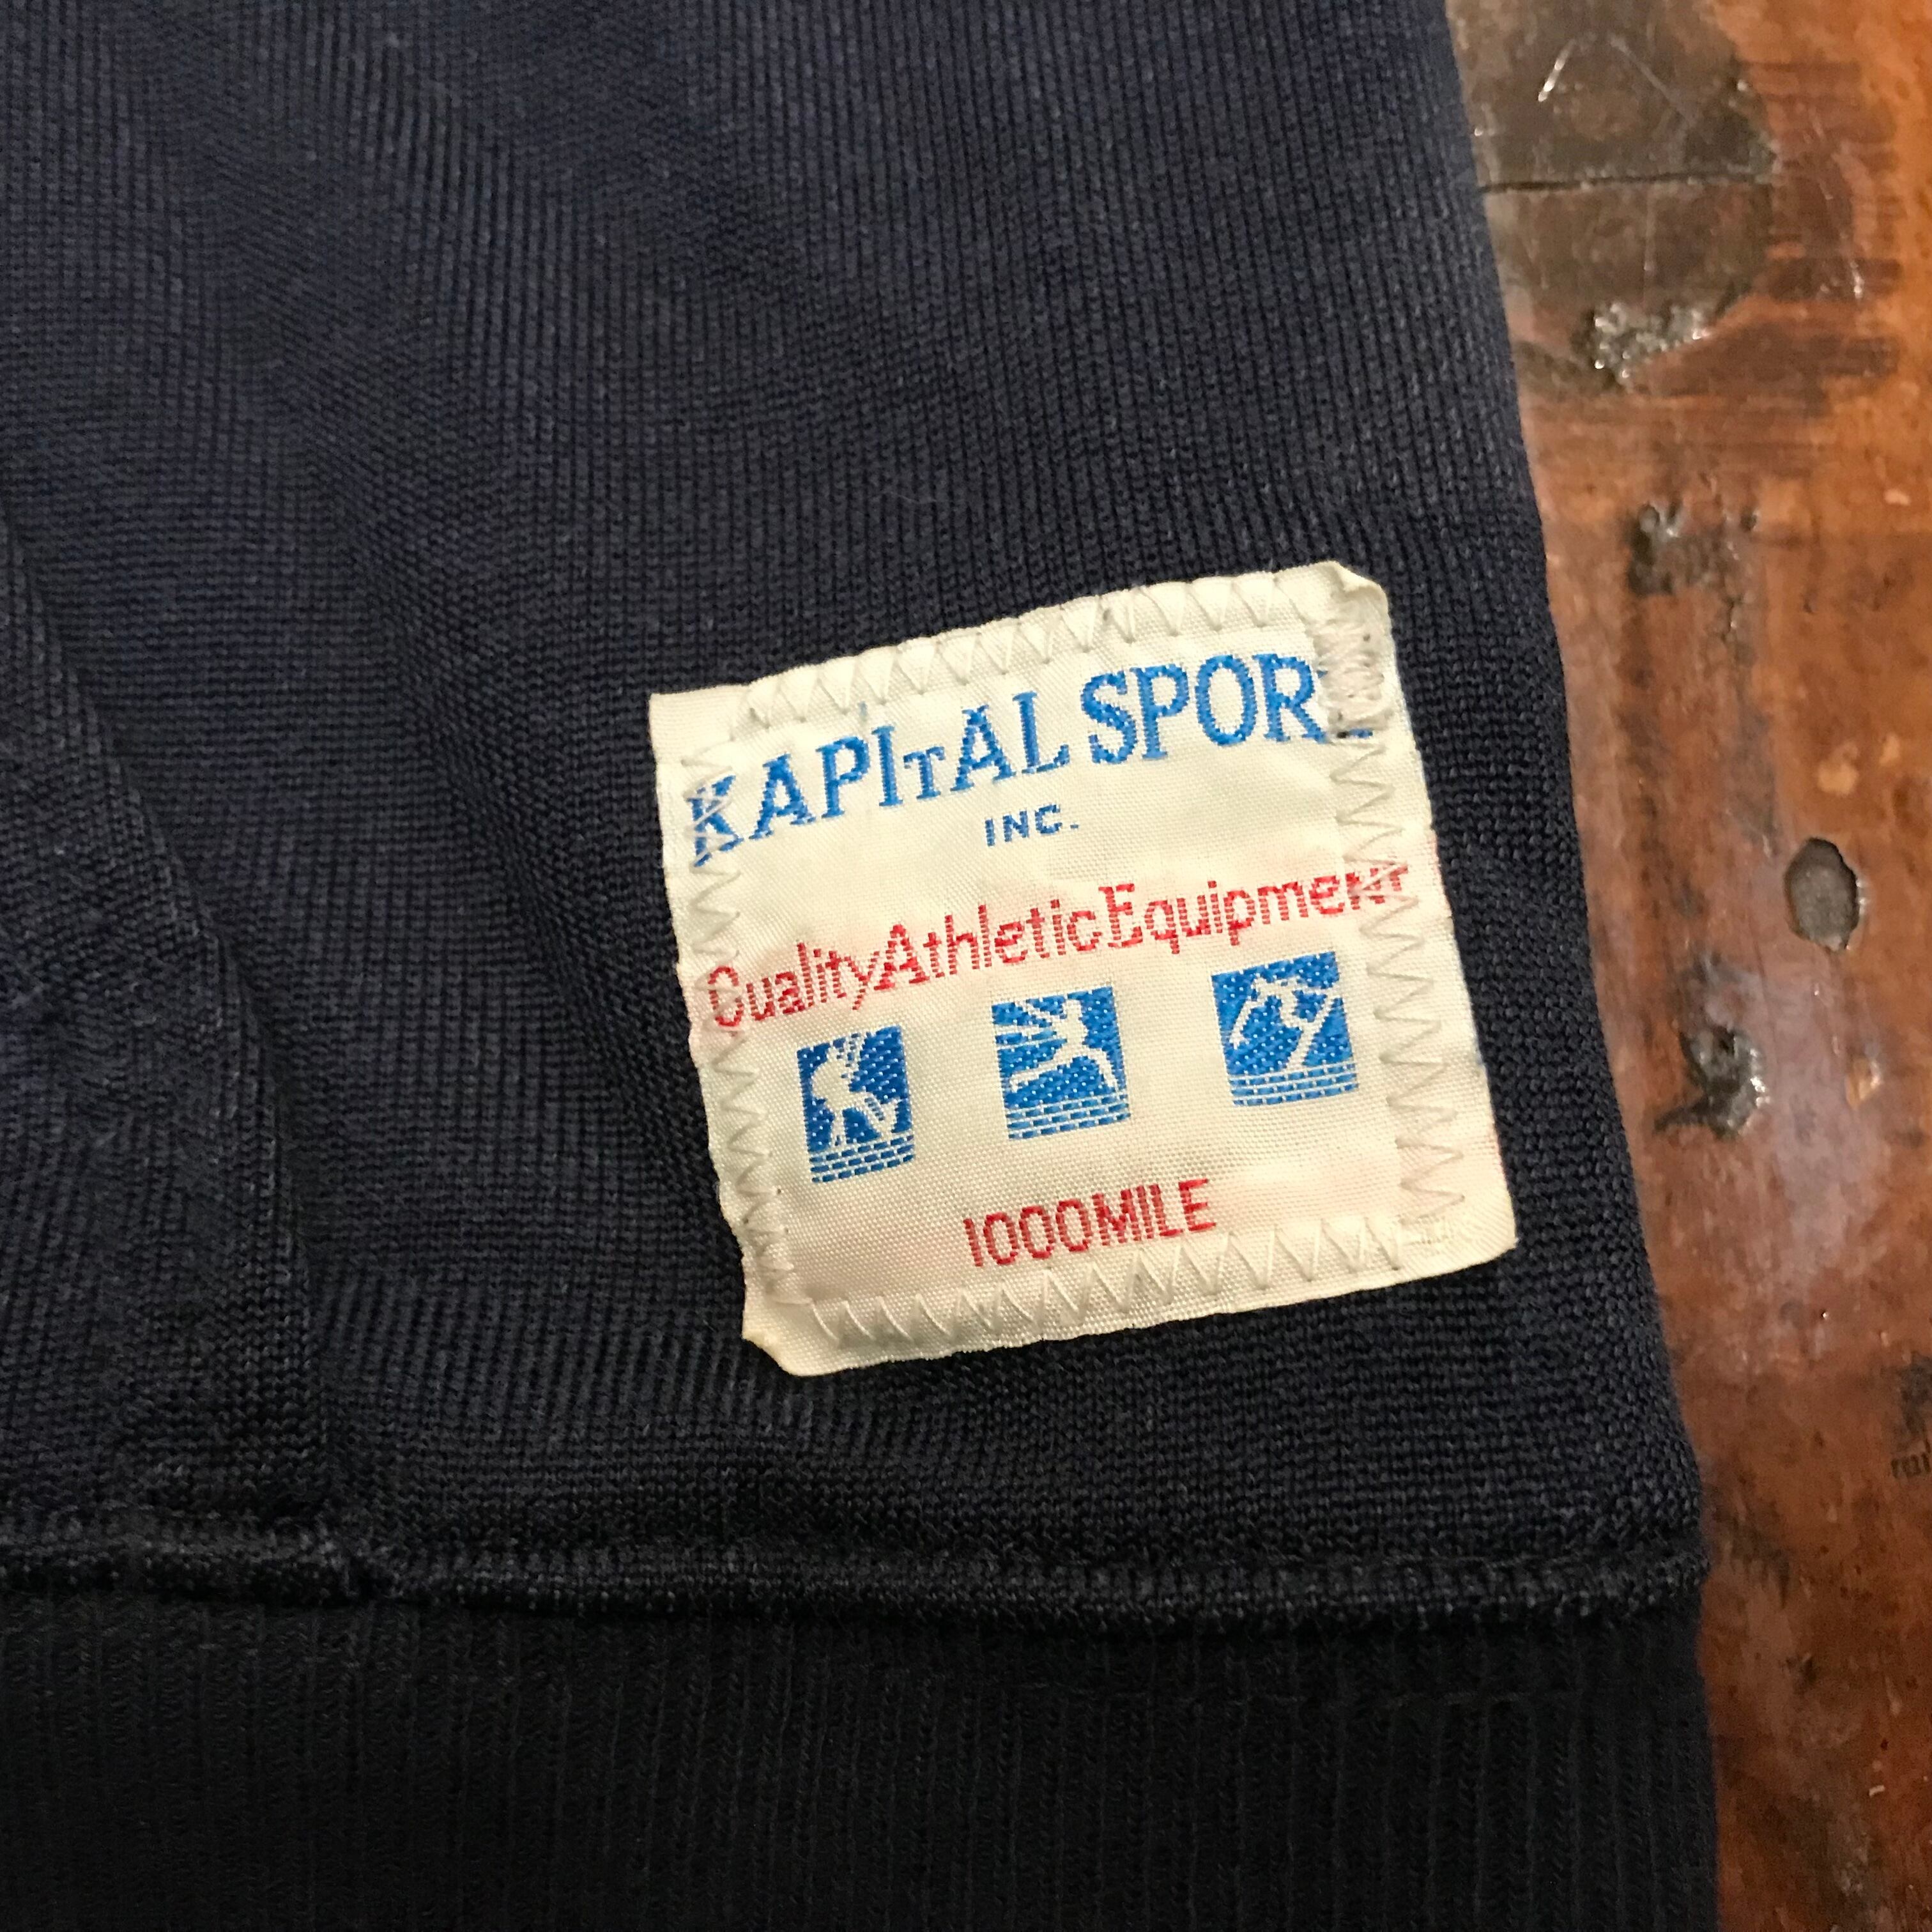 KAPITAL SPORT
INC.
QualityAthleticEquipment
1000MILE